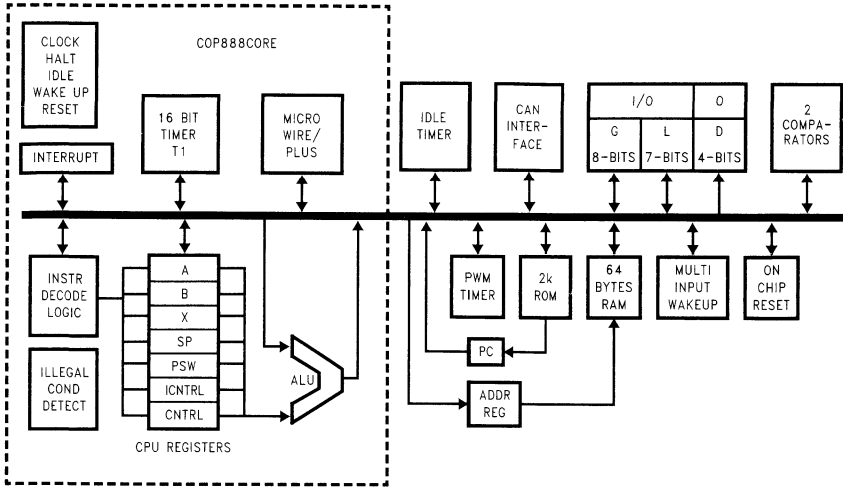 COP888CORE
CLOCK
HALT
IDLE
WAKE UP
RESET
INTERRUPT
16 BIT
TIMER
T1
MICRO
WIRE/
PLUS
IDLE
TIMER
CAN
INTER-
FACE
I/O
O
G
L
D
8-BITS
7-BITS
4-BITS
2
COMPA-
RATORS
INSTR
DECODE
LOGIC
ILLEGAL
COND
DETECT
A
B
X
SP
PSW
ICNTRL
CNTRL
CPU REGISTERS
ALU
PWM
TIMER
2k
ROM
64
BYTES
RAM
MULTI
INPUT
WAKEUP
ON
CHIP
RESET
PC
ADDR
REG